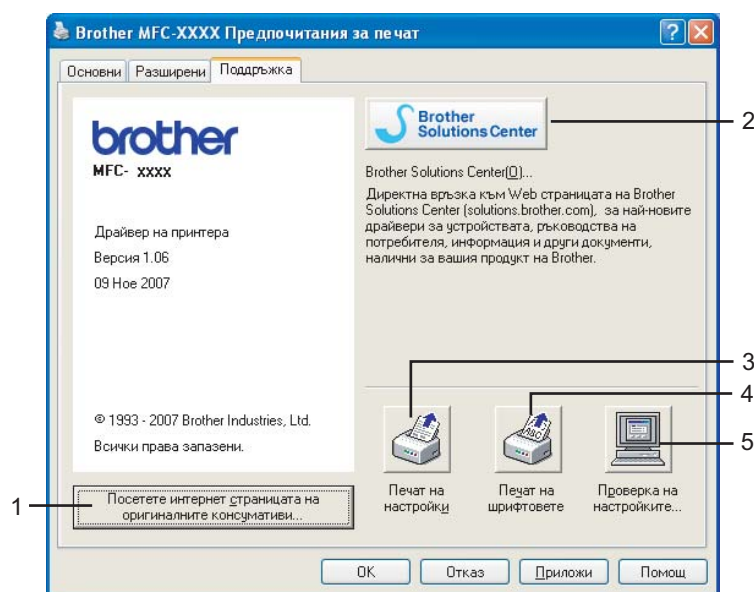 Brother MFC-XXXX Предпочитания за печат
Основни Разширени Поддръжка
brother
MFC- xxxx
Драйвер на принтера
Версия 1.06
09 Ное 2007
© 1993 - 2007 Brother Industries, Ltd.
Всички права запазени.
1
Посетете интернет страницата на
оригиналните консумативи...
Brother
Solutions Center
2
Brother Solutions Center(O)...
Директна връзка към Web страницата на Brother
Solutions Center (solutions.brother.com), за най-новите
драйвери за устройствата, ръководства на
потребителя, информация и други документи,
налични за вашия продукт на Brother.
3
4
5
Печат на
настройки
Печат на
шрифтовете
Проверка на
настройките...
OK Отказ Приложи Помощ